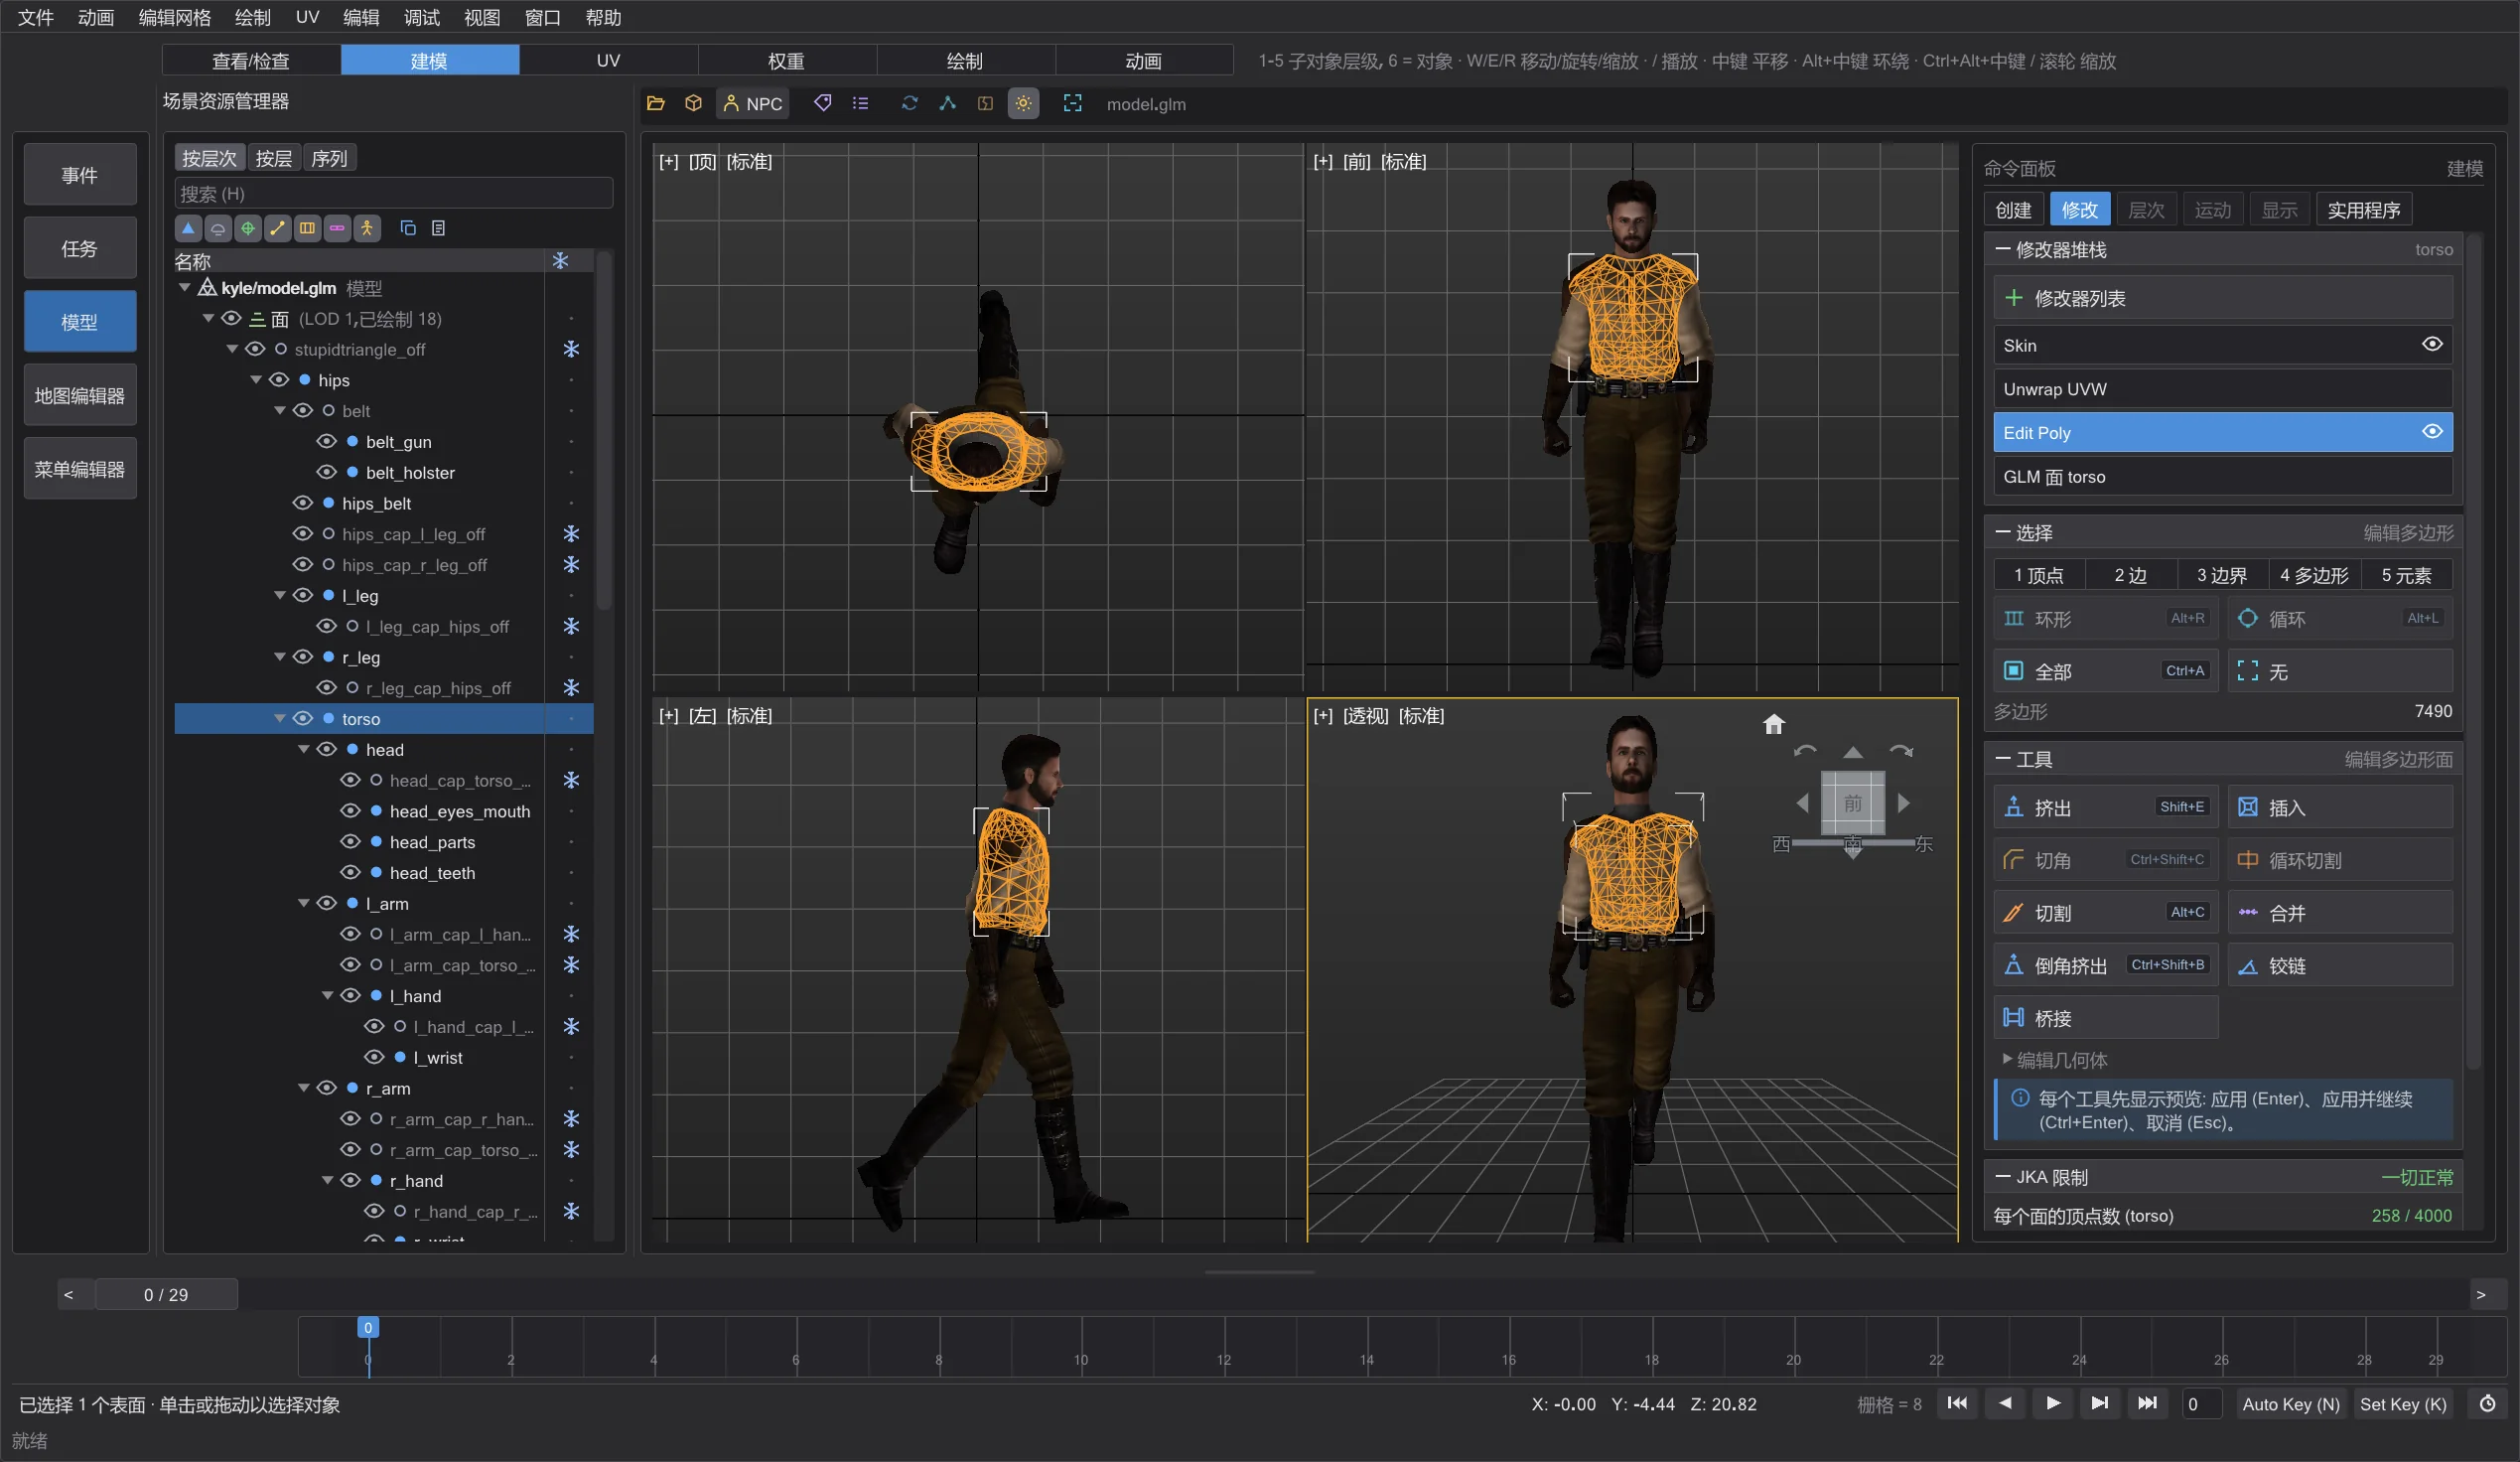 文件 动画 编辑网格 绘制 UV 编辑 调试 视图 窗口 帮助
查看/检查 建模 UV 权重 绘制 动画 1-5 子对象层级, 6 = 对象 · W/E/R 移动/旋转/缩放 · / 播放 · 中键 平移 · Alt+中键 环绕 · Ctrl+Alt+中键 / 滚轮 缩放
场景资源管理器
NPC model.glm
事件
任务
模型
地图编辑器
菜单编辑器
按层次 按层 序列
搜索 (H)
名称
kyle/model.glm 模型
面 (LOD 1,已绘制 18)
stupidtriangle_off
hips
belt
belt_gun
belt_holster
hips_belt
hips_cap_l_leg_off
hips_cap_r_leg_off
l_leg
l_leg_cap_hips_off
r_leg
r_leg_cap_hips_off
torso
head
head_cap_torso_...
head_eyes_mouth
head_parts
head_teeth
l_arm
l_arm_cap_l_han...
l_arm_cap_torso_...
l_hand
l_hand_cap_l_...
l_wrist
r_arm
r_arm_cap_r_han...
r_arm_cap_torso_...
r_hand
r_hand_cap_r_...
r_wrist
[+] [顶] [标准]
[+] [前] [标准]
[+] [左] [标准]
[+] [透视] [标准]
前
西 南 东
命令面板 建模
创建 修改 层次 运动 显示 实用程序
修改器堆栈 torso
修改器列表
Skin
Unwrap UVW
Edit Poly
GLM 面 torso
选择 编辑多边形
1 顶点 2 边 3 边界 4 多边形 5 元素
环形 Alt+R 循环 Alt+L
全部 Ctrl+A 无
多边形 7490
工具 编辑多边形面
挤出 Shift+E 插入
切角 Ctrl+Shift+C 循环切割
切割 Alt+C 合并
倒角挤出 Ctrl+Shift+B 铰链
桥接
编辑几何体
每个工具先显示预览: 应用 (Enter)、应用并继续
(Ctrl+Enter)、取消 (Esc)。
JKA 限制 一切正常
每个面的顶点数 (torso) 258 / 4000
< 0 / 29 >
0
0 2 4 6 8 10 12 14 16 18 20 22 24 26 28 29
已选择 1 个表面 · 单击或拖动以选择对象 X: -0.00 Y: -4.44 Z: 20.82 栅格 = 8 0 Auto Key (N) Set Key (K)
就绪